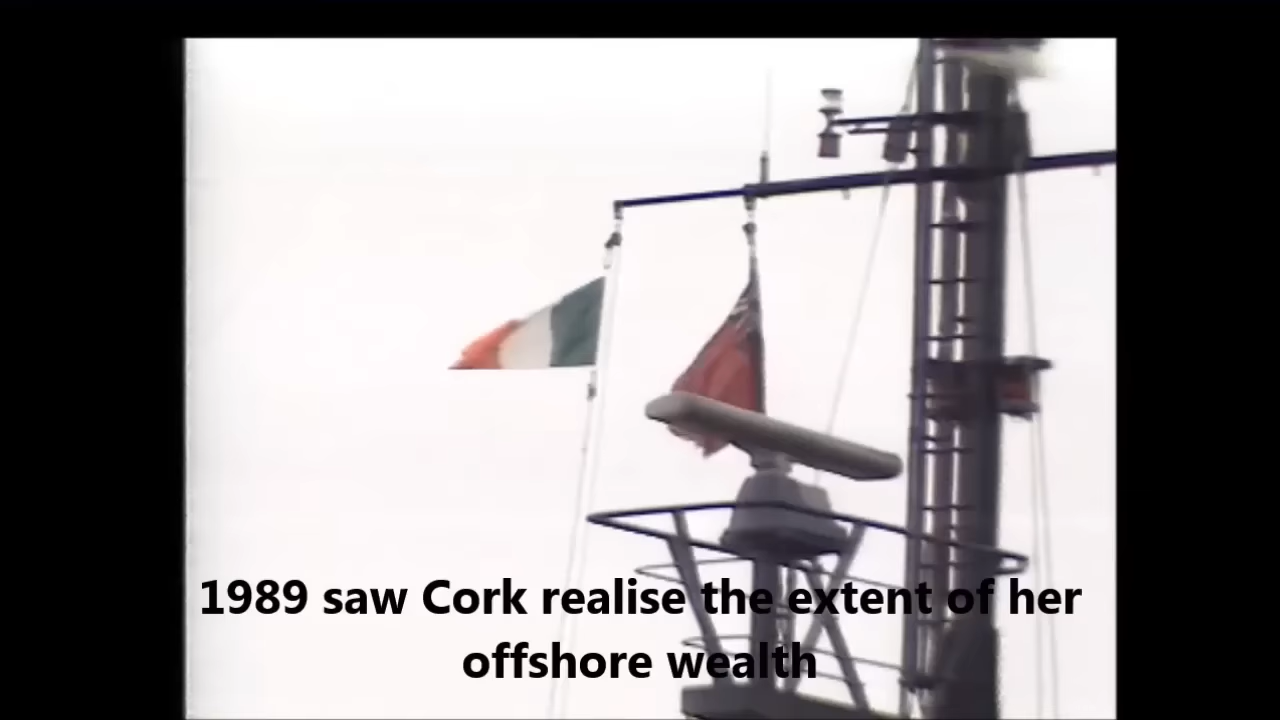 1989 saw Cork realise the extent of her
offshore wealth